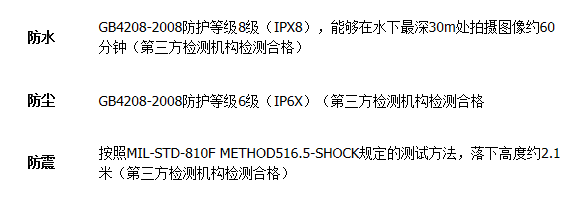 防水
GB4208-2008防护等级8级（IPX8），能够在水下最深30m处拍摄图像约60
分钟（第三方检测机构检测合格）
防尘
GB4208-2008防护等级6级（IP6X）（第三方检测机构检测合格
防震
按照MIL-STD-810F METHOD516.5-SHOCK规定的测试方法，落下高度约2.1
米（第三方检测机构检测合格）